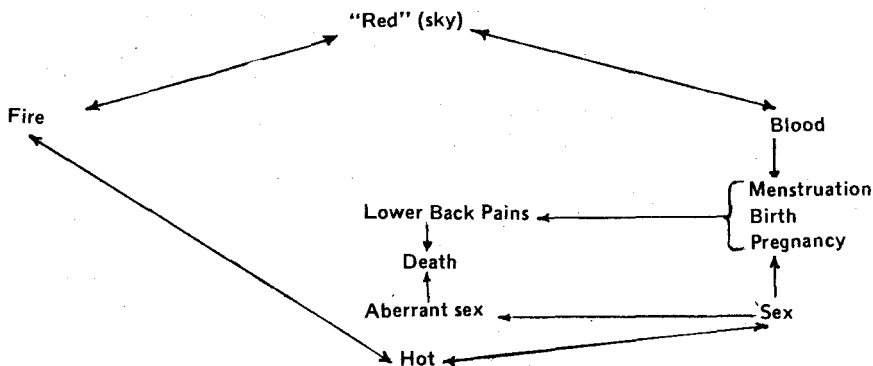 "Red" (sky)
Fire
Blood
Menstruation
Lower Back Pains
Birth
Pregnancy
Death
Aberrant sex
Sex
Hot